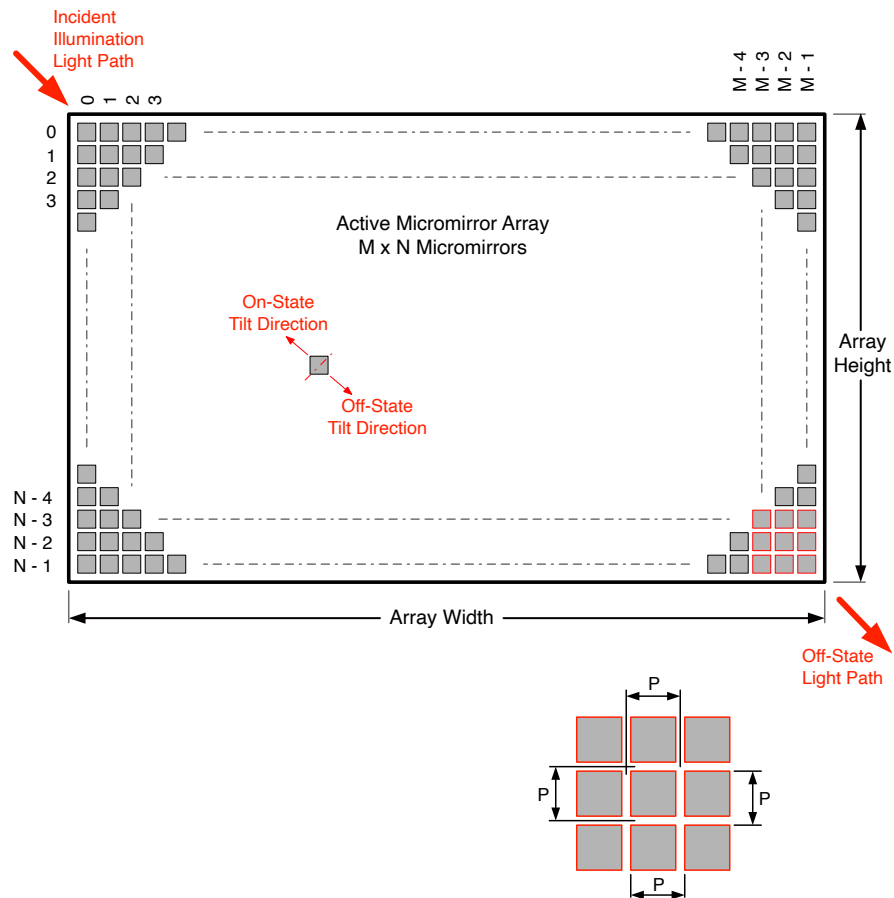 Incident
Illumination
Light Path
0
1
2
3
M - 4
M - 3
M - 2
M - 1
0
1
2
3
Active Micromirror Array
M x N Micromirrors
On-State
Tilt Direction
Off-State
Tilt Direction
Array
Height
N - 4
N - 3
N - 2
N - 1
Array Width
Off-State
Light Path
P
P
P
P